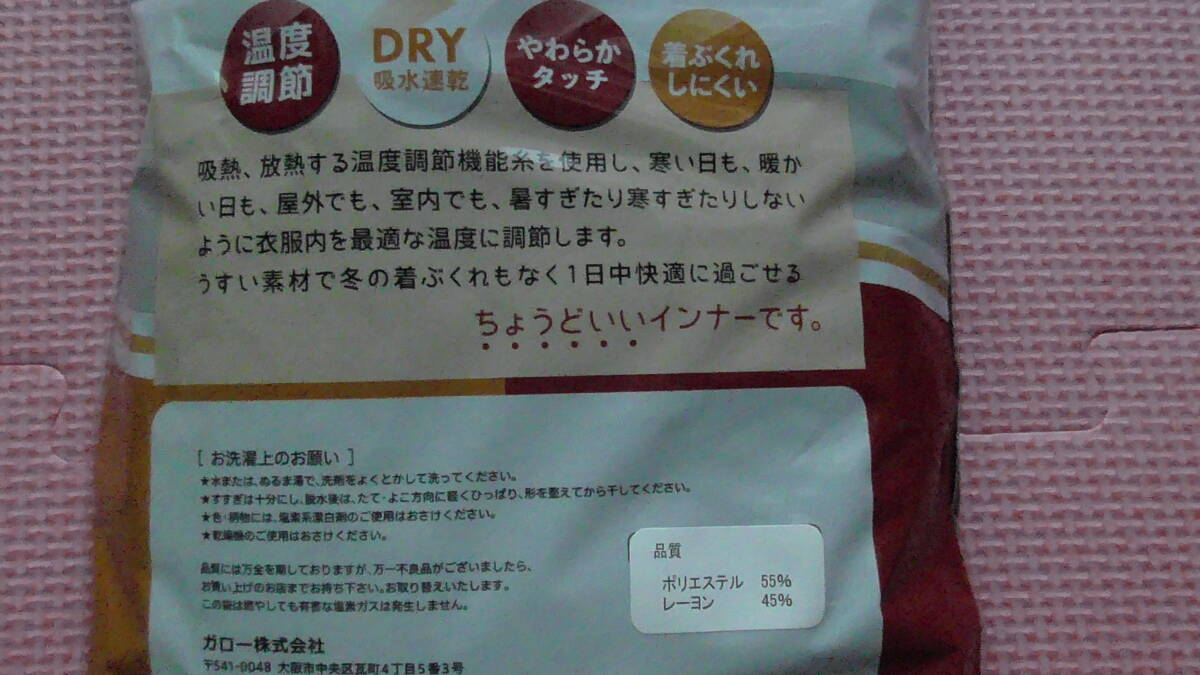 温度
調節
DRY
吸水速乾
やわらか
タッチ
着ぶくれ
しにくい
吸熱、放熱する温度調節機能糸を使用し、寒い日も、暖か
い日も、屋外でも、室内でも、暑すぎたり寒すぎたりしない
ように衣服内を最適な温度に調節します。
うすい素材で冬の着ぶくれもなく1日中快適に過ごせる
ちょうどいいインナーです。
[ お洗濯上のお願い ]
★水または、ぬるま湯で、洗剤をよくとかして洗ってください。
★すすぎは十分にし、脱水後は、たて・よこ方向に軽くひっぱり、形を整えてから干してください。
★色・柄物には、塩素系漂白剤のご使用はおさけください。
★乾燥機のご使用はおさけください。
品質には万全を期しておりますが、万一不良品がございましたら、
お買い上げのお店までお持ち下さい。お取り替えいたします。
この袋は燃やしても有害な塩素ガスは発生しません。
ガロー株式会社
〒541-0048 大阪市中央区瓦町4丁目5番3号
品質
ポリエステル 55%
レーヨン 45%